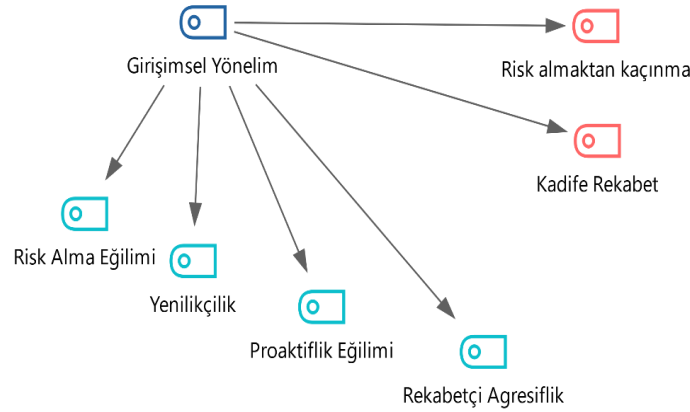 Girişimsel Yönelim
Risk almaktan kaçınma
Kadife Rekabet
Risk Alma Eğilimi
Yenilikçilik
Proaktiflik Eğilimi
Rekabetçi Agresiflik